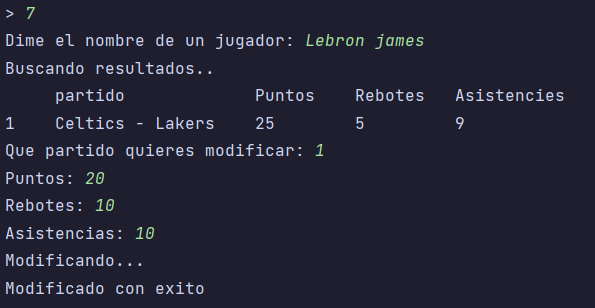 > 7
Dime el nombre de un jugador: Lebron james
Buscando resultados..
partido Puntos Rebotes Asistencies
1 Celtics - Lakers 25 5 9
Que partido quieres modificar: 1
Puntos: 20
Rebotes: 10
Asistencias: 10
Modificando...
Modificado con exito